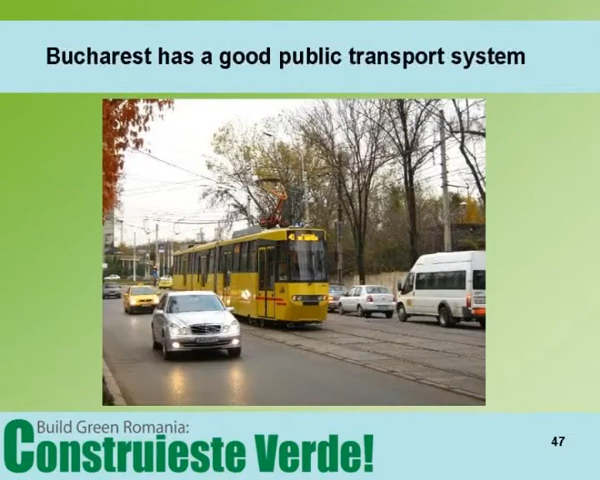 Bucharest has a good public transport system
Build Green Romania:
Construieste Verde!
47